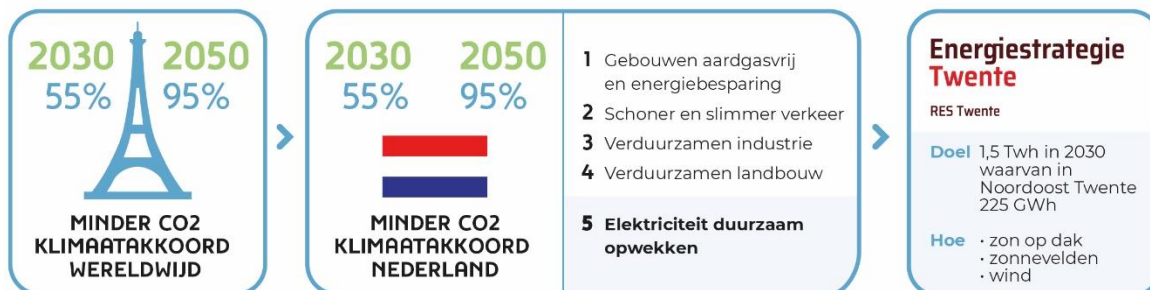 2030 2050
55% 95%
MINDER CO2
KLIMAATAKKOORD
WERELDWIJD
2030 2050
55% 95%
MINDER CO2
KLIMAATAKKOORD
NEDERLAND
1 Gebouwen aardgasvrij
en energiebesparing
2 Schoner en slimmer verkeer
3 Verduurzamen industrie
4 Verduurzamen landbouw
5 Elektriciteit duurzaam
opwekken
Energiestrategie
Twente
RES Twente
Doel 1,5 Twh in 2030
waarvan in
Noordoost Twente
225 GWh
Hoe · zon op dak
· zonnevelden
· wind